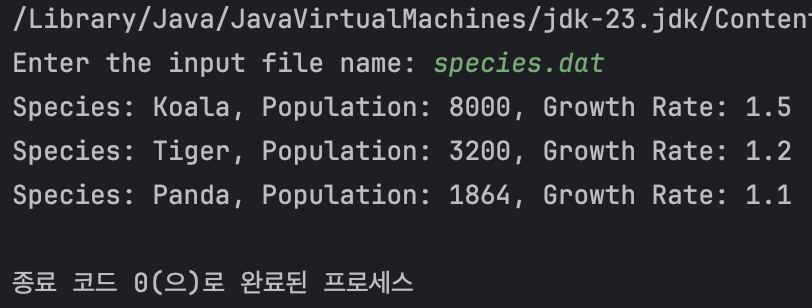 /Library/Java/JavaVirtualMachines/jdk-23.jdk/Conten
Enter the input file name: species.dat
Species: Koala, Population: 8000, Growth Rate: 1.5
Species: Tiger, Population: 3200, Growth Rate: 1.2
Species: Panda, Population: 1864, Growth Rate: 1.1
종료 코드 0(으)로 완료된 프로세스